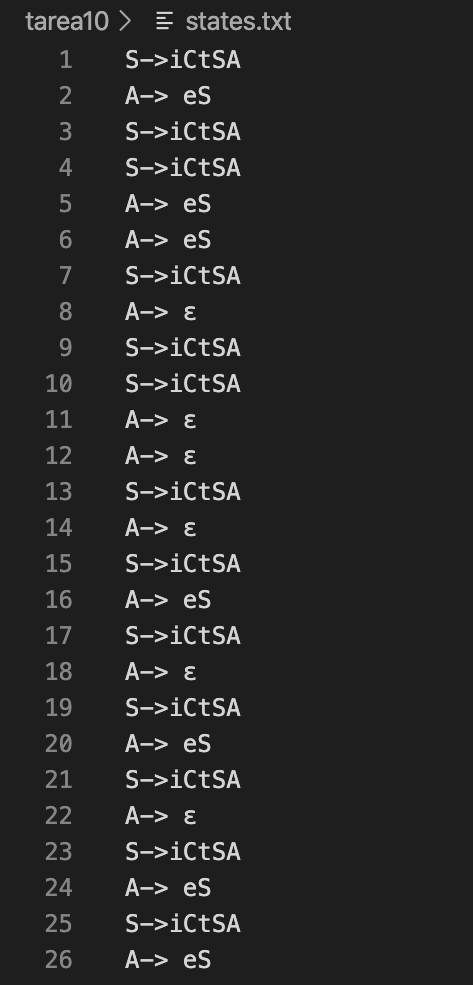 tarea10 > states.txt
1 S->iCtSA
2 A-> eS
3 S->iCtSA
4 S->iCtSA
5 A-> eS
6 A-> eS
7 S->iCtSA
8 A-> ε
9 S->iCtSA
10 S->iCtSA
11 A-> ε
12 A-> ε
13 S->iCtSA
14 A-> ε
15 S->iCtSA
16 A-> eS
17 S->iCtSA
18 A-> ε
19 S->iCtSA
20 A-> eS
21 S->iCtSA
22 A-> ε
23 S->iCtSA
24 A-> eS
25 S->iCtSA
26 A-> eS